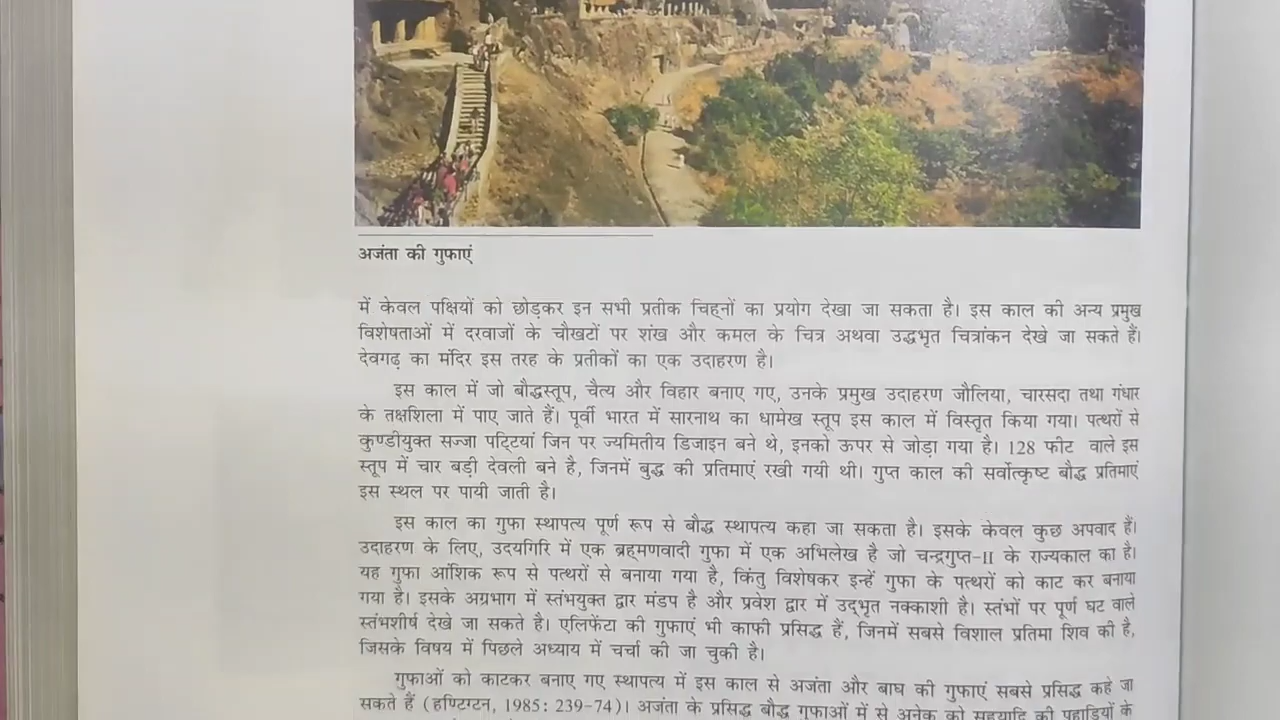 अजंता की गुफाएं
में केवल पक्षियों को छोड़कर इन सभी प्रतीक चिह्नों का प्रयोग देखा जा सकता है। इस काल की अन्य प्रमुख
विशेषताओं में दरवाजों के चौखटों पर शंख और कमल के चित्र अथवा उद्धभृत चित्रांकन देखे जा सकते हैं।
देवगढ़ का मंदिर इस तरह के प्रतीकों का एक उदाहरण है।
इस काल में जो बौद्धस्तूप, चैत्य और विहार बनाए गए, उनके प्रमुख उदाहरण जौलिया, चारसदा तथा गंधार
के तक्षशिला में पाए जाते हैं। पूर्वी भारत में सारनाथ का धामेख स्तूप इस काल में विस्तृत किया गया। पत्थरों से
कुण्डीयुक्त सज्जा पट्टियां जिन पर ज्यमितीय डिजाइन बने थे, इनको ऊपर से जोड़ा गया है। 128 फीट वाले इस
स्तूप में चार बड़ी देवली बने है, जिनमें बुद्ध की प्रतिमाएं रखी गयी थी। गुप्त काल की सर्वोत्कृष्ट बौद्ध प्रतिमाएं
इस स्थल पर पायी जाती है।
इस काल का गुफा स्थापत्य पूर्ण रूप से बौद्ध स्थापत्य कहा जा सकता है। इसके केवल कुछ अपवाद हैं।
उदाहरण के लिए, उदयगिरि में एक ब्रह्मणवादी गुफा में एक अभिलेख है जो चन्द्रगुप्त-II के राज्यकाल का है।
यह गुफा आंशिक रूप से पत्थरों से बनाया गया है, किंतु विशेषकर इन्हें गुफा के पत्थरों को काट कर बनाया
गया है। इसके अग्रभाग में स्तंभयुक्त द्वार मंडप है और प्रवेश द्वार में उद्भृत नक्काशी है। स्तंभों पर पूर्ण घट वाले
स्तंभशीर्ष देखे जा सकते है। एलिफेंटा की गुफाएं भी काफी प्रसिद्ध हैं, जिनमें सबसे विशाल प्रतिमा शिव की है,
जिसके विषय में पिछले अध्याय में चर्चा की जा चुकी है।
गुफाओं को काटकर बनाए गए स्थापत्य में इस काल से अजंता और बाघ की गुफाएं सबसे प्रसिद्ध कहे जा
सकते हैं (हण्टिंग्टन, 1985: 239-74)। अजंता के प्रसिद्ध बौद्ध गुफाओं में से अनेक को सहयाद्रि की पहाड़ियों के